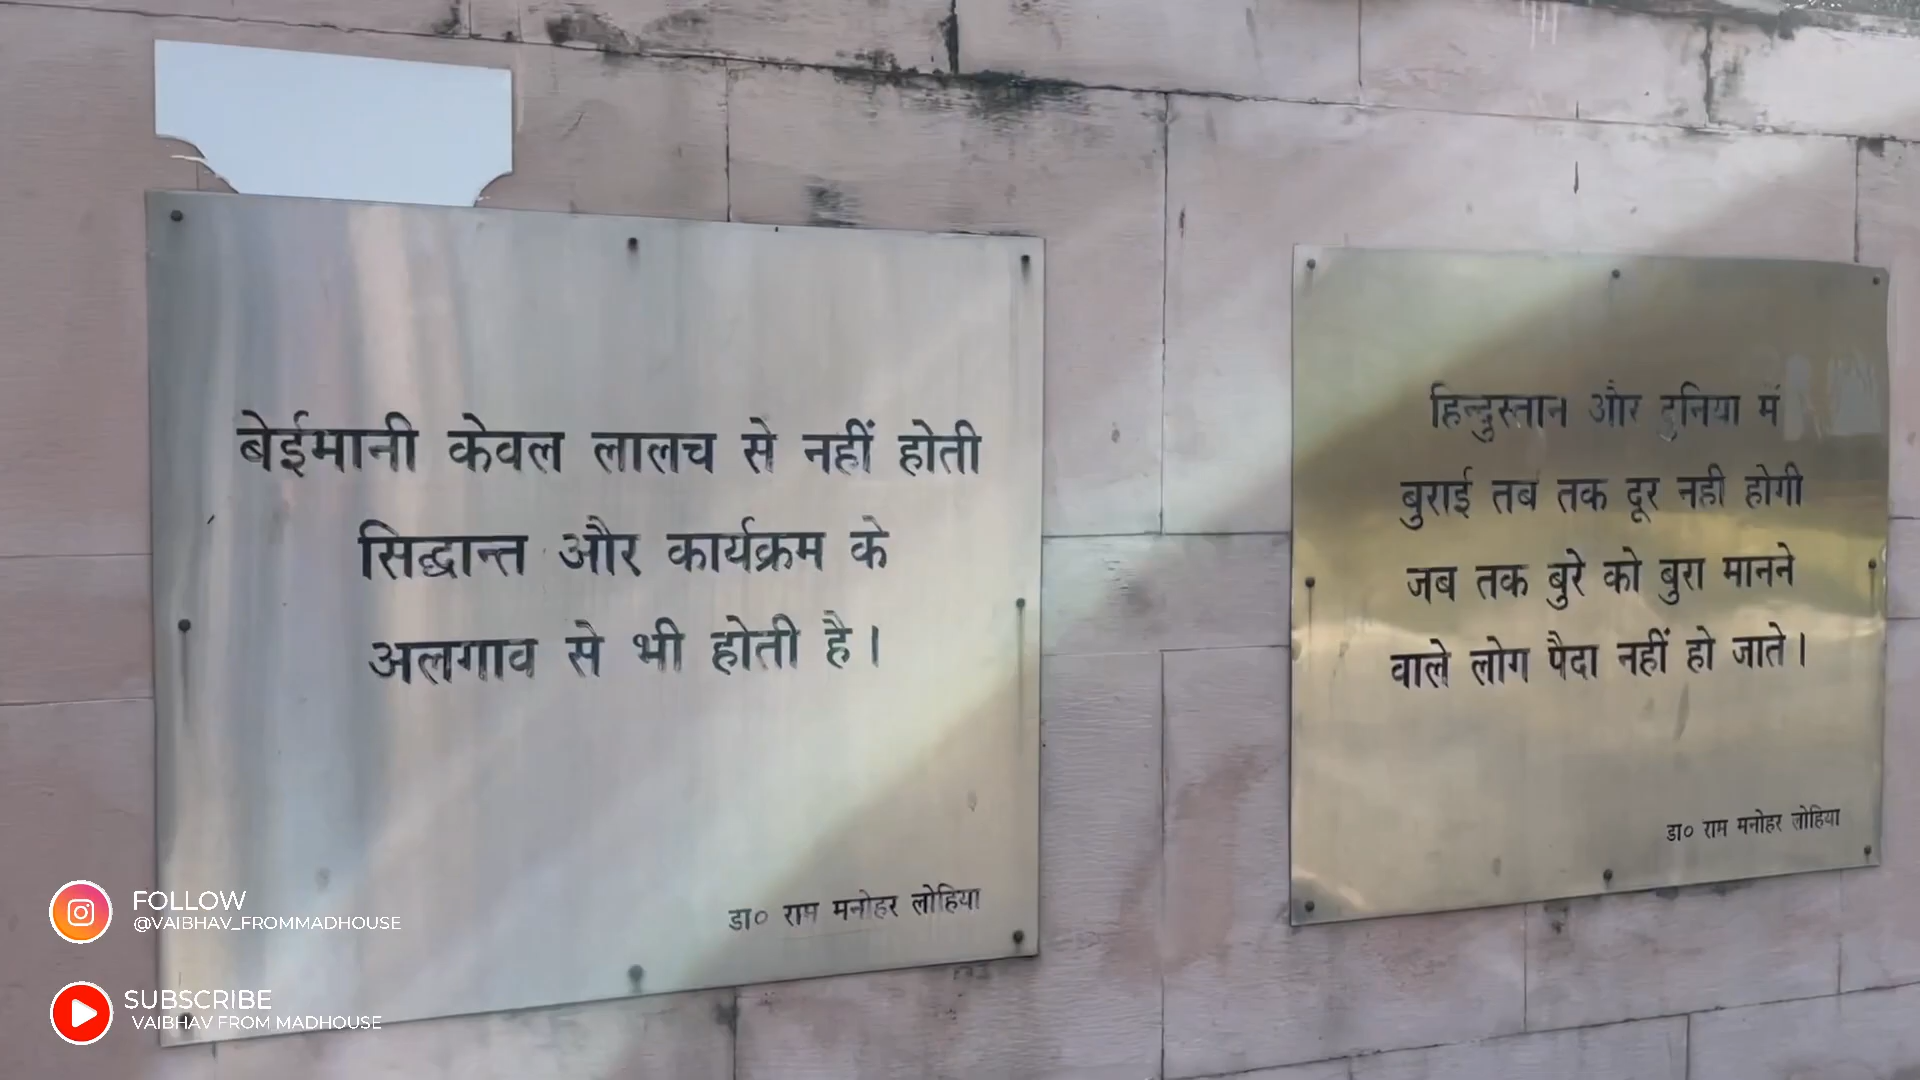 बेईमानी केवल लालच से नहीं होती
सिद्धान्त और कार्यक्रम के
अलगाव से भी होती है।
डा० राम मनोहर लोहिया
हिन्दुस्तान और दुनिया में
बुराई तब तक दूर नही होगी
जब तक बुरे को बुरा मानने
वाले लोग पैदा नहीं हो जाते।
डा० राम मनोहर लोहिया
FOLLOW
@VAIBHAV_FROMMADHOUSE
SUBSCRIBE
VAIBHAV FROM MADHOUSE